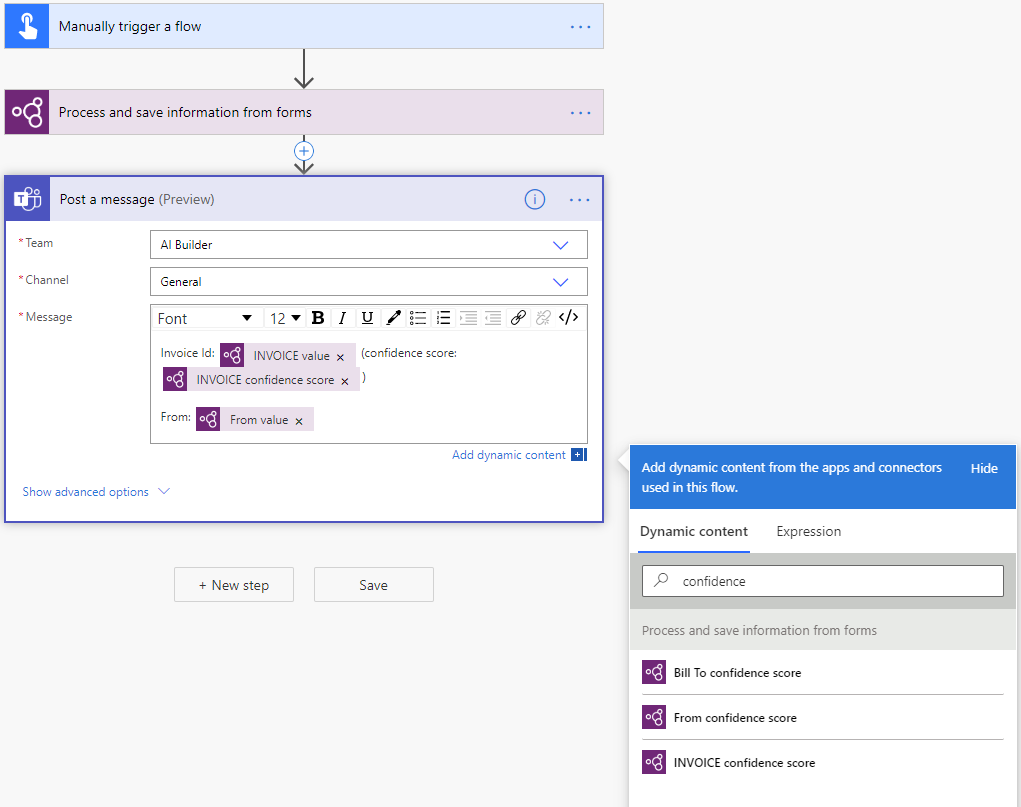 Manually trigger a flow
Process and save information from forms
Post a message (Preview)
* Team
AI Builder
* Channel
General
* Message
Font 12 B I U </>
Invoice Id: INVOICE value × (confidence score:
INVOICE confidence score × )
From: From value ×
Add dynamic content
Show advanced options
+ New step
Save
Add dynamic content from the apps and connectors
used in this flow.
Hide
Dynamic content
Expression
confidence
Process and save information from forms
Bill To confidence score
From confidence score
INVOICE confidence score